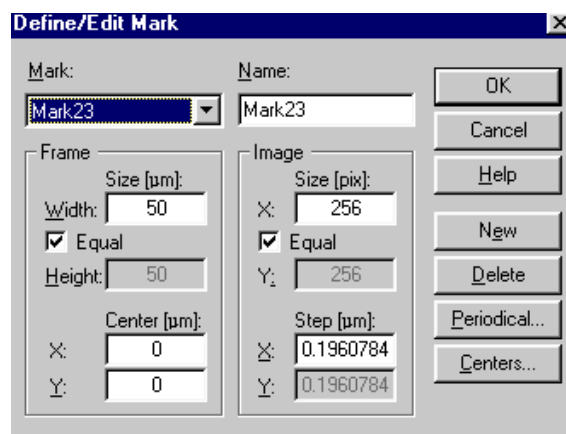 Define/Edit Mark
Mark:
Mark23
Name:
Mark23
Frame
Size [µm]:
Width: 50
Equal
Height: 50
Center [µm]:
X: 0
Y: 0
Image
Size [pix]:
X: 256
Equal
Y: 256
Step [µm]:
X: 0.1960784
Y: 0.1960784
OK
Cancel
Help
New
Delete
Periodical...
Centers...